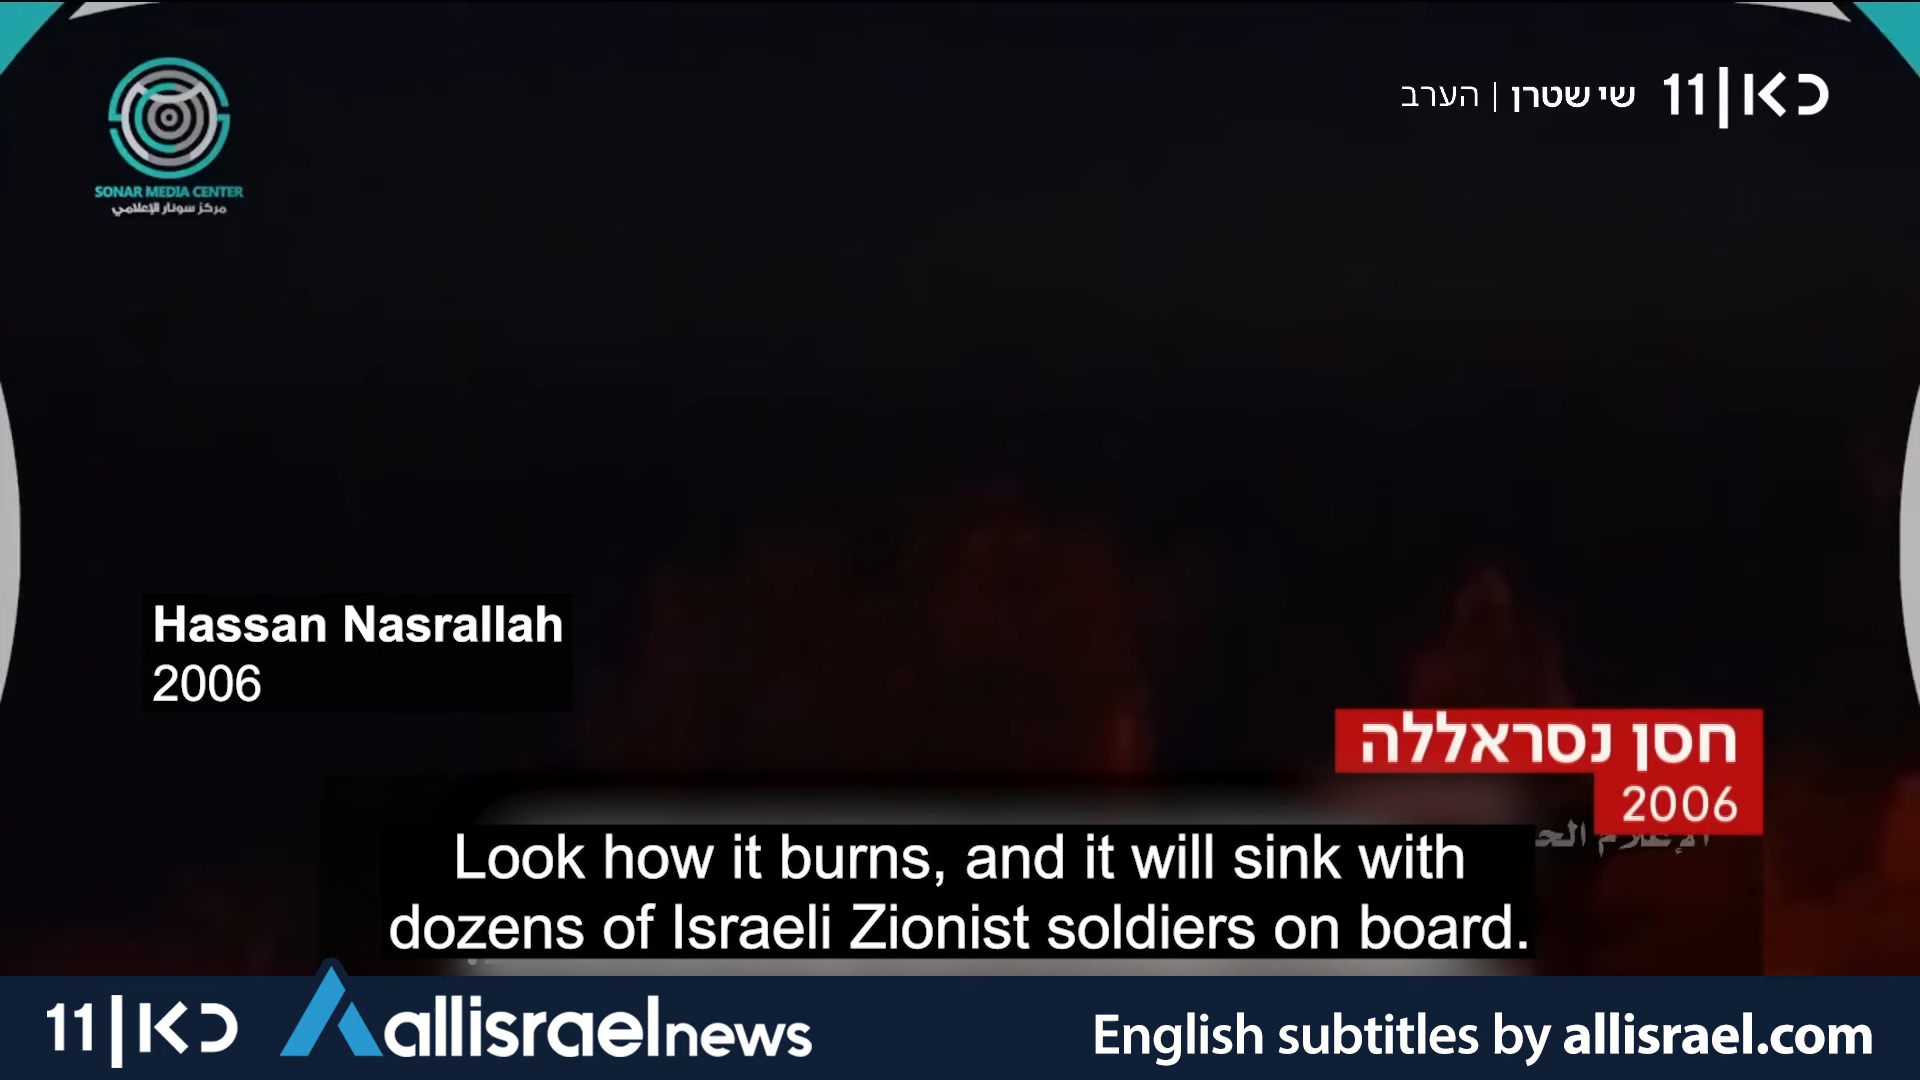 SONAR MEDIA CENTER
مركز سونار الإعلامي
שי שטרן | הערב
כאן 11
Hassan Nasrallah
2006
חסן נסראללה
2006
Look how it burns, and it will sink with
dozens of Israeli Zionist soldiers on board.
כאן 11
allisraelnews
English subtitles by allisrael.com